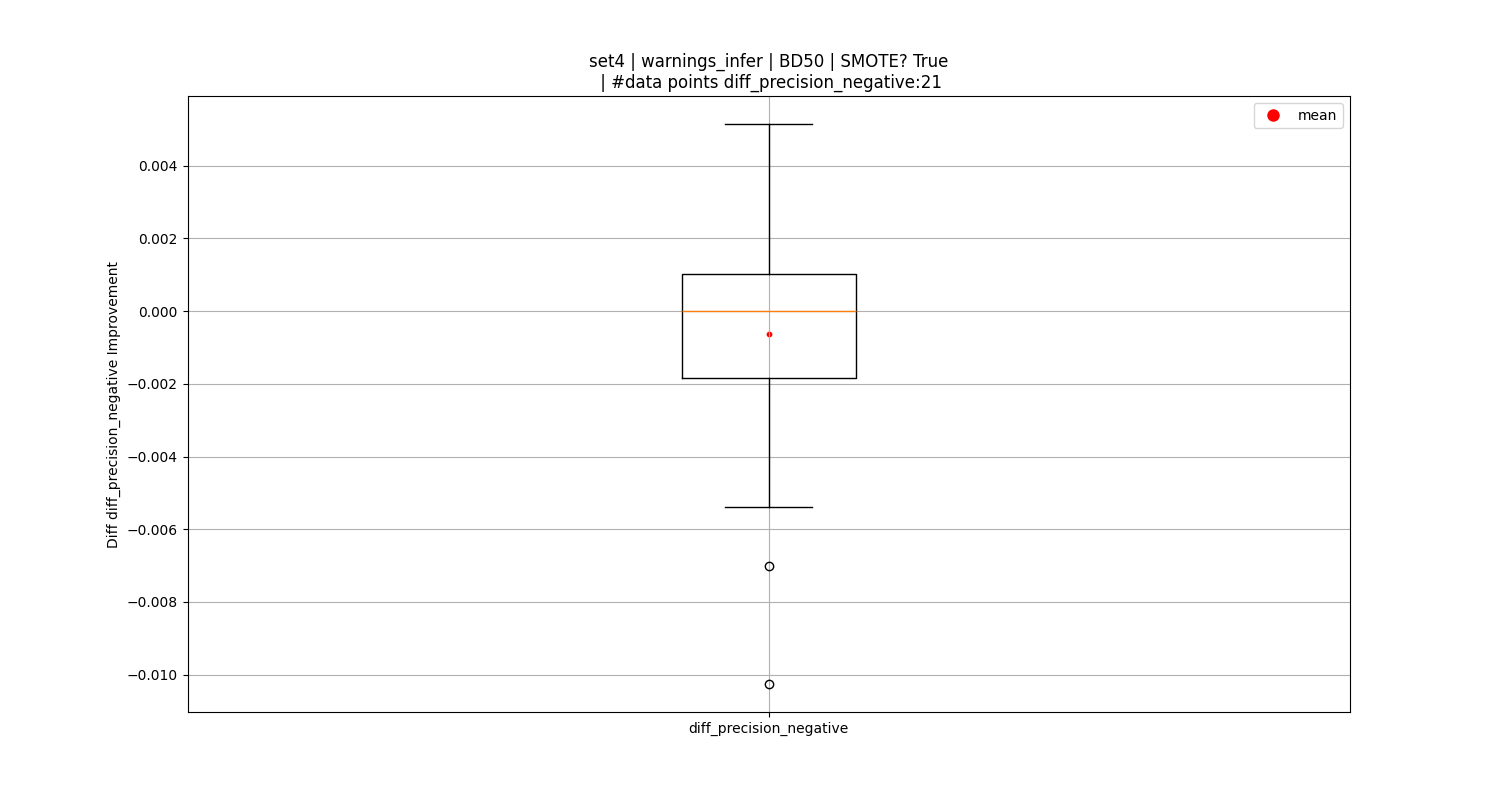 set4 | warnings_infer | BD50 | SMOTE? True
| #data points diff_precision_negative:21
mean
0.004
0.002
0.000
−0.002
−0.004
−0.006
−0.008
−0.010
Diff diff_precision_negative Improvement
diff_precision_negative